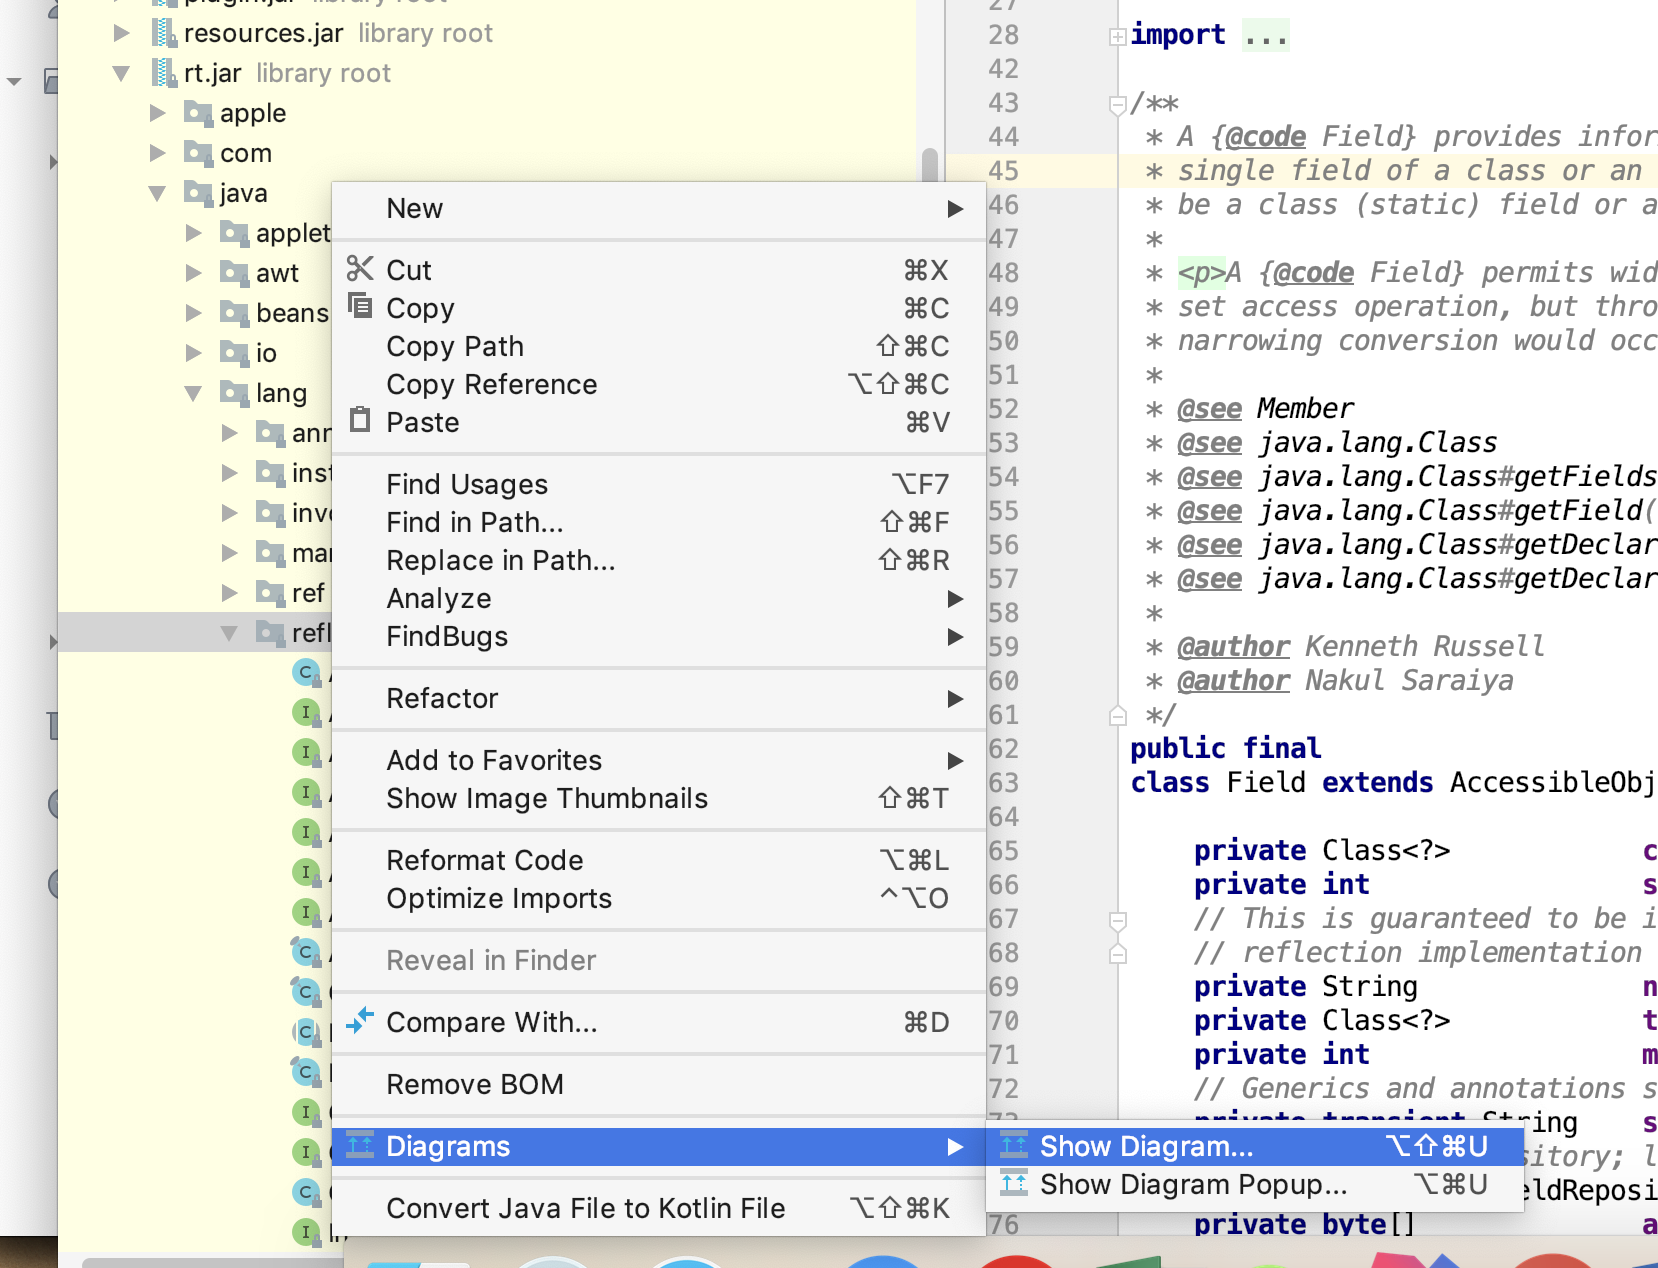 plugin.jar library root
resources.jar library root
rt.jar library root
apple
com
java
applet
awt
beans
io
lang
ref
New
Cut ⌘X
Copy ⌘C
Copy Path ⇧⌘C
Copy Reference ⌥⇧⌘C
Paste ⌘V
Find Usages ⌥F7
Find in Path... ⇧⌘F
Replace in Path... ⇧⌘R
Analyze
FindBugs
Refactor
Add to Favorites
Show Image Thumbnails ⇧⌘T
Reformat Code ⌥⌘L
Optimize Imports ^⌥O
Reveal in Finder
Compare With... ⌘D
Remove BOM
Diagrams
Convert Java File to Kotlin File ⌥⇧⌘K
Show Diagram... ⌥⇧⌘U
Show Diagram Popup... ⌥⌘U
27
28 import ...
42
43 /**
44 * A {@code Field} provides infor
45 * single field of a class or an
46 * be a class (static) field or a
47 *
48 * <p>A {@code Field} permits wid
49 * set access operation, but thro
50 * narrowing conversion would occ
51 *
52 * @see Member
53 * @see java.lang.Class
54 * @see java.lang.Class#getFields
55 * @see java.lang.Class#getField(
56 * @see java.lang.Class#getDeclar
57 * @see java.lang.Class#getDeclar
58 *
59 * @author Kenneth Russell
60 * @author Nakul Saraiya
61 */
62 public final
63 class Field extends AccessibleObj
64
65 private Class<?> c
66 private int s
67 // This is guaranteed to be i
68 // reflection implementation
69 private String n
70 private Class<?> t
71 private int m
72 // Generics and annotations s
73 private transient String s
sitory; l
eldReposi
76 private byte[] a